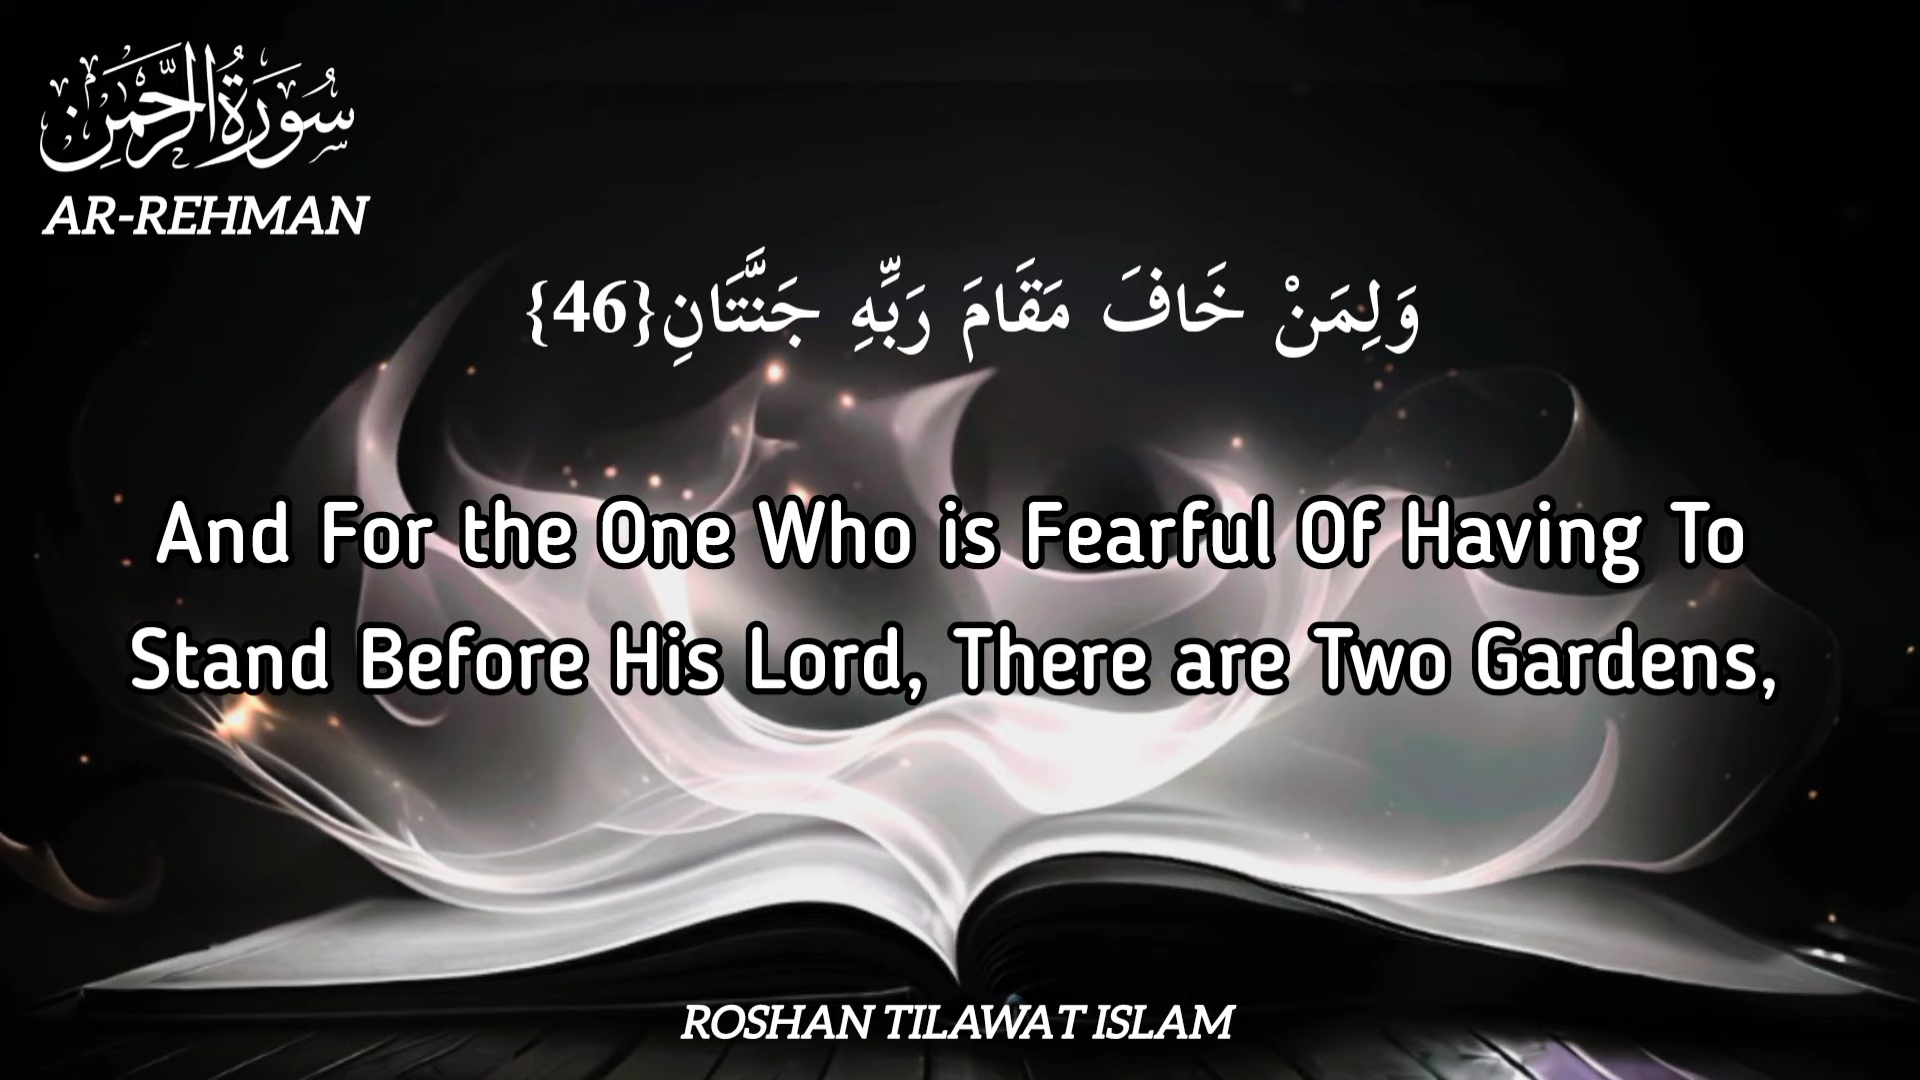 سُورَةُ الرَّحْمَٰنِ
AR-REHMAN
وَلِمَنْ خَافَ مَقَامَ رَبِّهِ جَنَّتَانِ{46}
And For the One Who is Fearful Of Having To
Stand Before His Lord, There are Two Gardens,
ROSHAN TILAWAT ISLAM